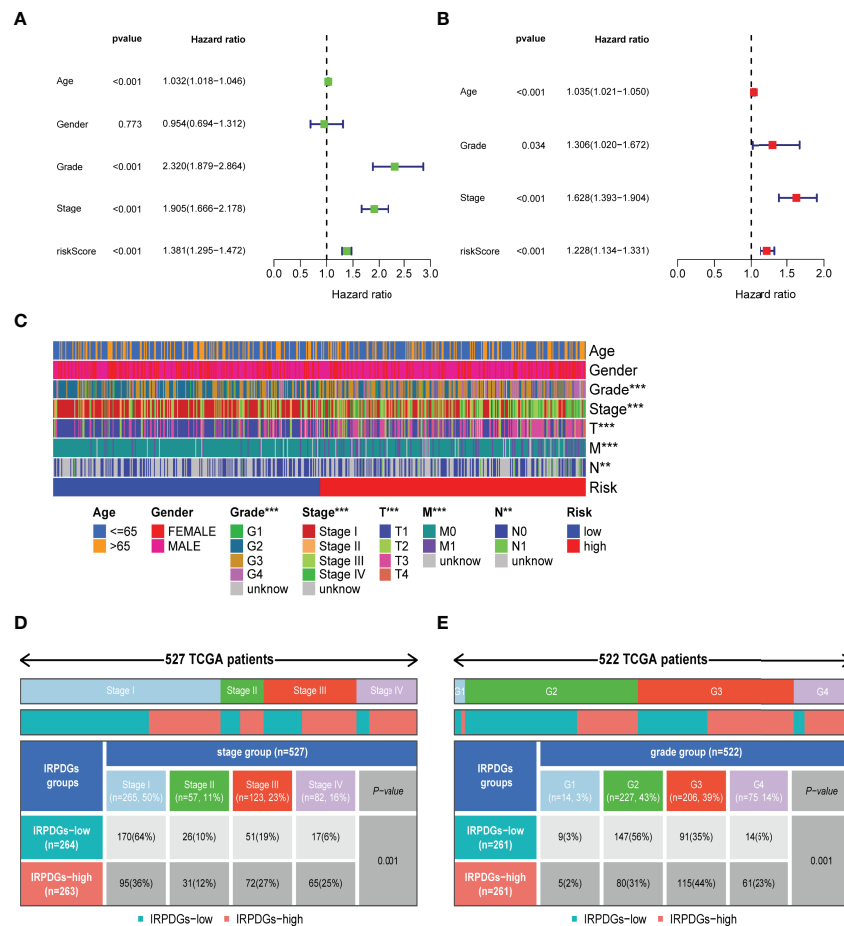 A
pvalue Hazard ratio
Age <0.001 1.032(1.018−1.046)
Gender 0.773 0.954(0.694−1.312)
Grade <0.001 2.320(1.879−2.864)
Stage <0.001 1.905(1.666−2.178)
riskScore <0.001 1.381(1.295−1.472)
0.0 0.5 1.0 1.5 2.0 2.5 3.0
Hazard ratio
B
pvalue Hazard ratio
Age <0.001 1.035(1.021−1.050)
Grade 0.034 1.306(1.020−1.672)
Stage <0.001 1.628(1.393−1.904)
riskScore <0.001 1.228(1.134−1.331)
0.0 0.5 1.0 1.5 2.0
Hazard ratio
C
Age
Gender
Grade***
Stage***
T***
M***
N**
Risk
Age Gender Grade*** Stage*** T*** M*** N** Risk
<=65 FEMALE G1 Stage I T1 M0 N0 low
>65 MALE G2 Stage II T2 M1 N1 high
G3 Stage III T3 unknow unknow
G4 Stage IV T4
unknow unknow
D
527 TCGA patients
Stage I Stage II Stage III Stage IV
IRPDGs groups
stage group (n=527)
Stage I Stage II Stage III Stage IV P-value
(n=265, 50%) (n=57, 11%) (n=123, 23%) (n=82, 16%)
IRPDGs−low (n=264) 170(64%) 26(10%) 51(19%) 17(6%)
0.001
IRPDGs−high (n=263) 95(36%) 31(12%) 72(27%) 65(25%)
IRPDGs−low IRPDGs−high
E
522 TCGA patients
G1 G2 G3 G4
IRPDGs groups
grade group (n=522)
G1 G2 G3 G4 P-value
(n=14, 3%) (n=227, 43%) (n=206, 39%) (n=75 14%)
IRPDGs−low (n=261) 9(3%) 147(56%) 91(35%) 14(5%)
0.001
IRPDGs−high (n=261) 5(2%) 80(31%) 115(44%) 61(23%)
IRPDGs−low IRPDGs−high